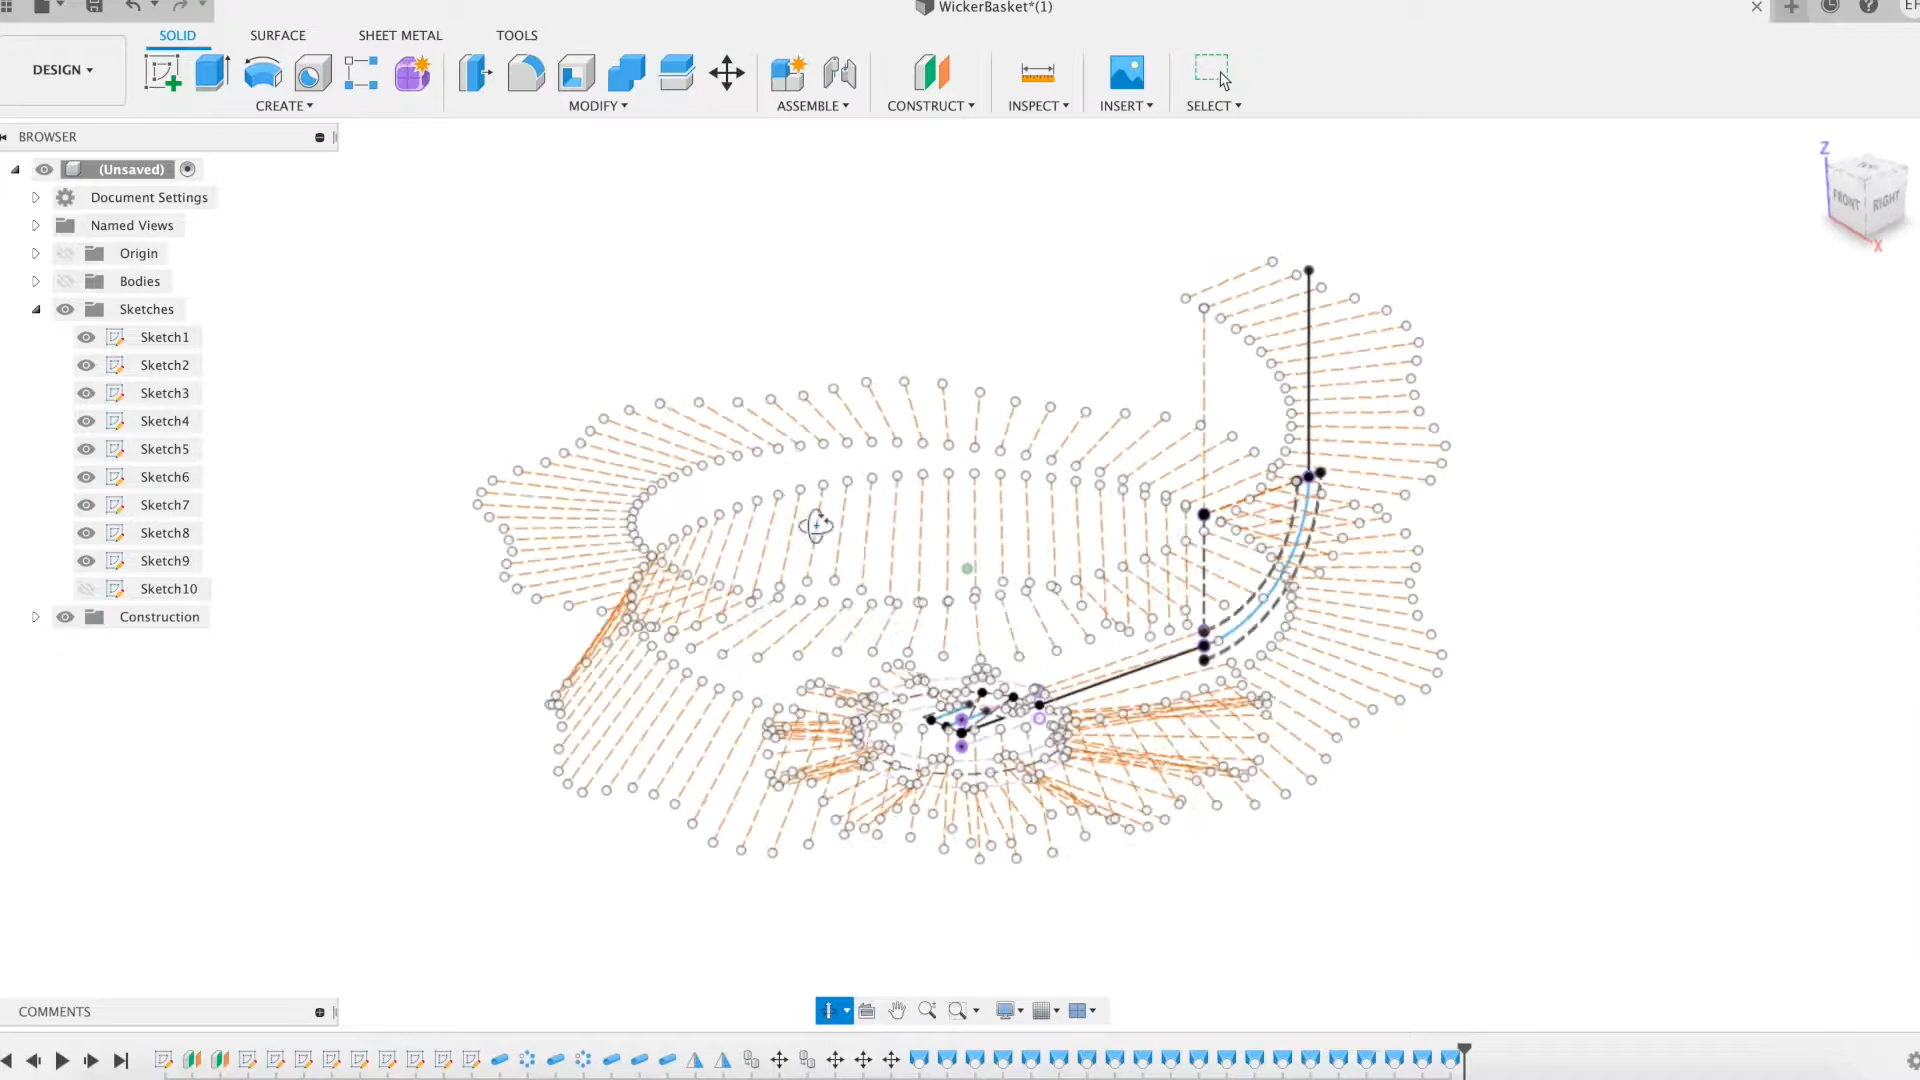 WickerBasket*(1)
EH
SOLID
SURFACE
SHEET METAL
TOOLS
DESIGN
CREATE
MODIFY
ASSEMBLE
CONSTRUCT
INSPECT
INSERT
SELECT
BROWSER
(Unsaved)
Document Settings
Named Views
Origin
Bodies
Sketches
Sketch1
Sketch2
Sketch3
Sketch4
Sketch5
Sketch6
Sketch7
Sketch8
Sketch9
Sketch10
Construction
Z
FRONT
RIGHT
X
COMMENTS